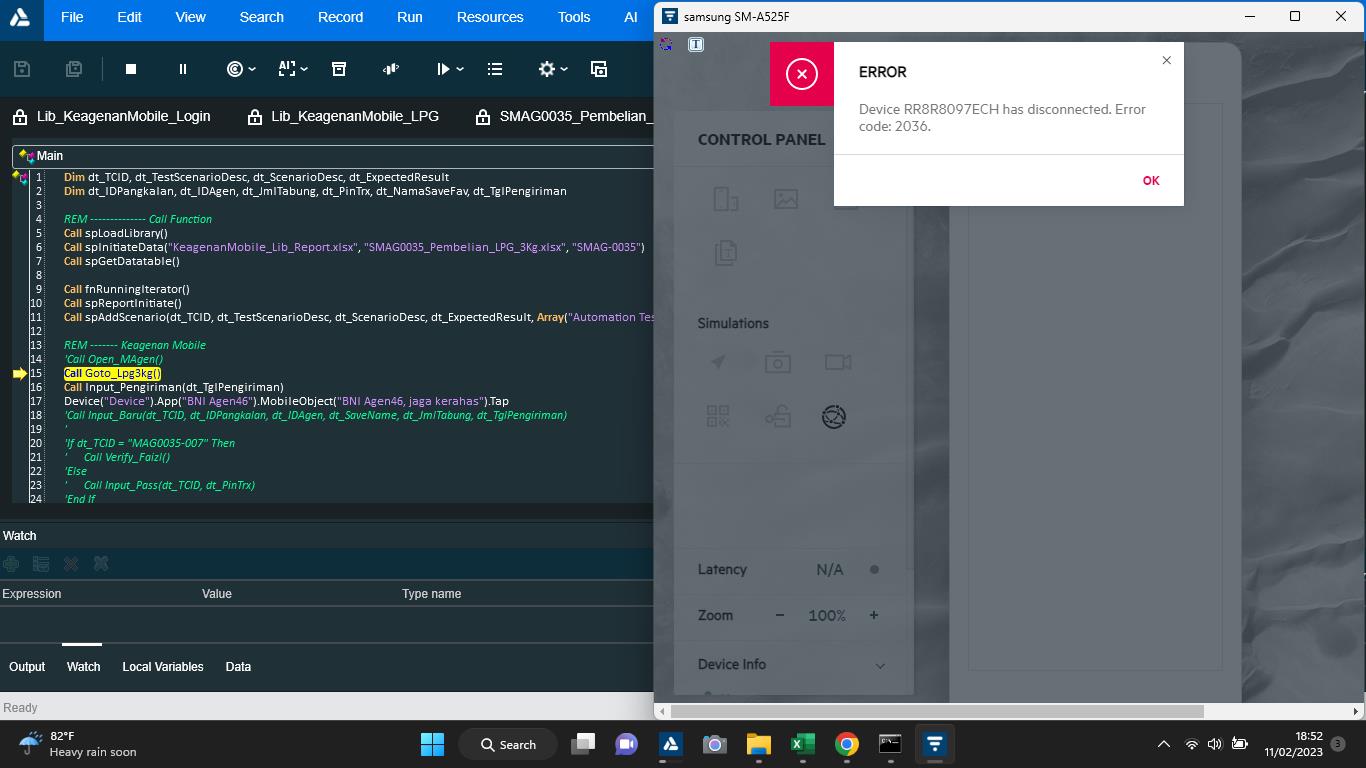 File Edit View Search Record Run Resources Tools AI
samsung SM-A525F
AI
Lib_KeagenanMobile_Login Lib_KeagenanMobile_LPG SMAG0035_Pembelian_
Main
1 Dim dt_TCID, dt_TestScenarioDesc, dt_ScenarioDesc, dt_ExpectedResult
2 Dim dt_IDPangkalan, dt_IDAgen, dt_JmlTabung, dt_PinTrx, dt_NamaSaveFav, dt_TglPengiriman
3
4 REM -------------- Call Function
5 Call spLoadLibrary()
6 Call spInitiateData("KeagenanMobile_Lib_Report.xlsx", "SMAG0035_Pembelian_LPG_3Kg.xlsx", "SMAG-0035")
7 Call spGetDatatable()
8
9 Call fnRunningIterator()
10 Call spReportInitiate()
11 Call spAddScenario(dt_TCID, dt_TestScenarioDesc, dt_ScenarioDesc, dt_ExpectedResult, Array("Automation Tes
12
13 REM ------- Keagenan Mobile
14 'Call Open_MAgen()
15 Call Goto_Lpg3kg()
16 Call Input_Pengiriman(dt_TglPengiriman)
17 Device("Device").App("BNI Agen46").MobileObject("BNI Agen46, jaga kerahas").Tap
18 'Call Input_Baru(dt_TCID, dt_IDPangkalan, dt_IDAgen, dt_SaveName, dt_JmlTabung, dt_TglPengiriman)
19 '
20 'If dt_TCID = "MAG0035-007" Then
21 ' Call Verify_FaizI()
22 'Else
23 ' Call Input_Pass(dt_TCID, dt_PinTrx)
24 'End If
Watch
Expression Value Type name
Output Watch Local Variables Data
Ready
ERROR
Device RR8R8097ECH has disconnected. Error
code: 2036.
OK
CONTROL PANEL
Simulations
Latency N/A
Zoom - 100% +
Device Info
82°F
Heavy rain soon
Search
18:52
11/02/2023
3